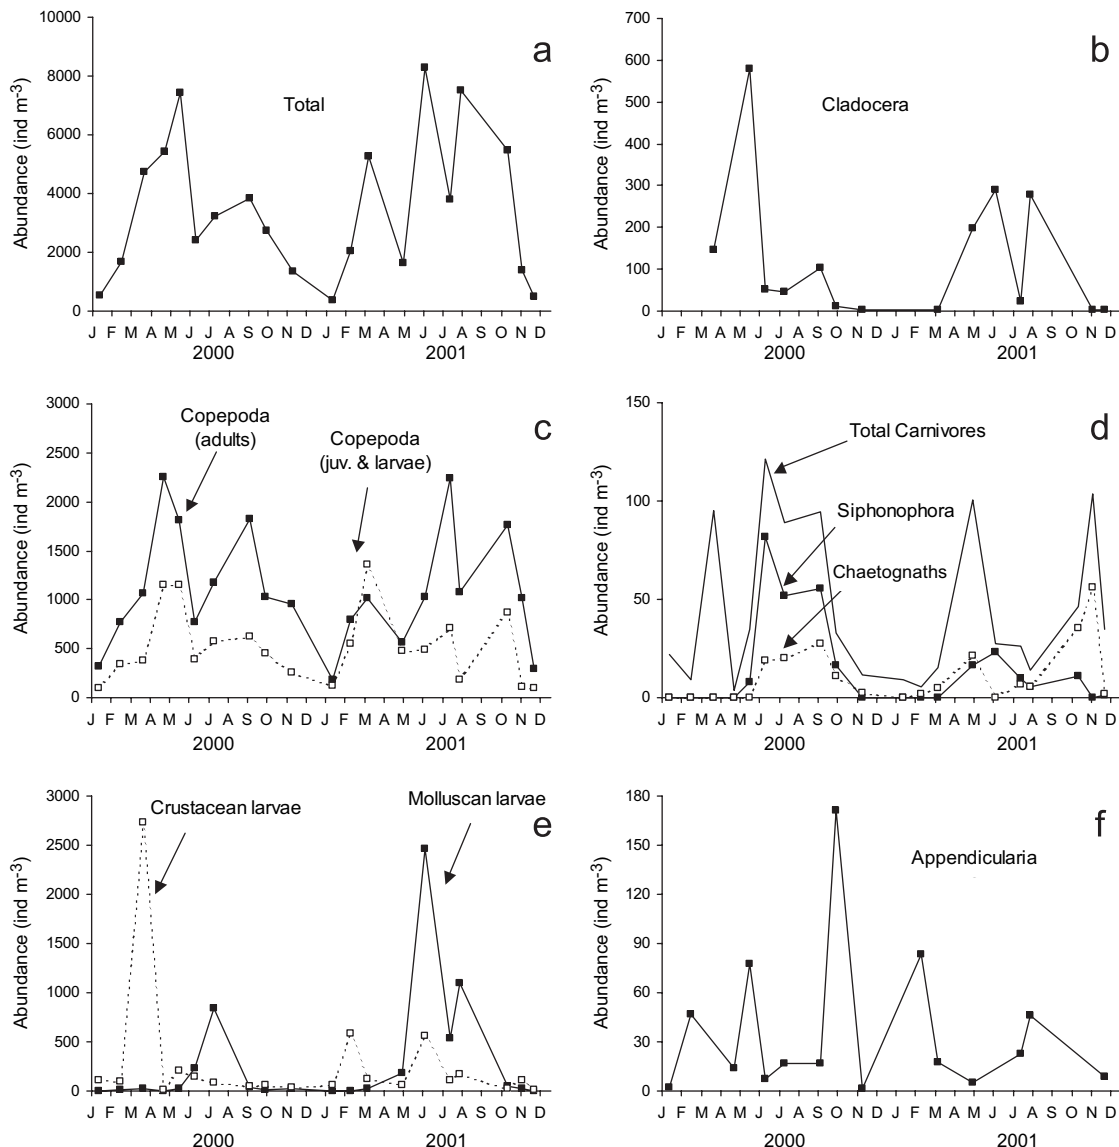 a
Total
Abundance (ind m-3)
10000
8000
6000
4000
2000
0
J F M A M J J A S O N D J F M A M J J A S O N D
2000 2001
b
Cladocera
Abundance (ind m-3)
700
600
500
400
300
200
100
0
J F M A M J J A S O N D J F M A M J J A S O N D
2000 2001
c
Copepoda
(adults)
Copepoda
(juv. & larvae)
Abundance (ind m-3)
3000
2500
2000
1500
1000
500
0
J F M A M J J A S O N D J F M A M J J A S O N D
2000 2001
d
Total Carnivores
Siphonophora
Chaetognaths
Abundance (ind m-3)
150
100
50
0
J F M A M J J A S O N D J F M A M J J A S O N D
2000 2001
e
Crustacean larvae
Molluscan larvae
Abundance (ind m-3)
3000
2500
2000
1500
1000
500
0
J F M A M J J A S O N D J F M A M J J A S O N D
2000 2001
f
Appendicularia
Abundance (ind m-3)
180
150
120
90
60
30
0
J F M A M J J A S O N D J F M A M J J A S O N D
2000 2001